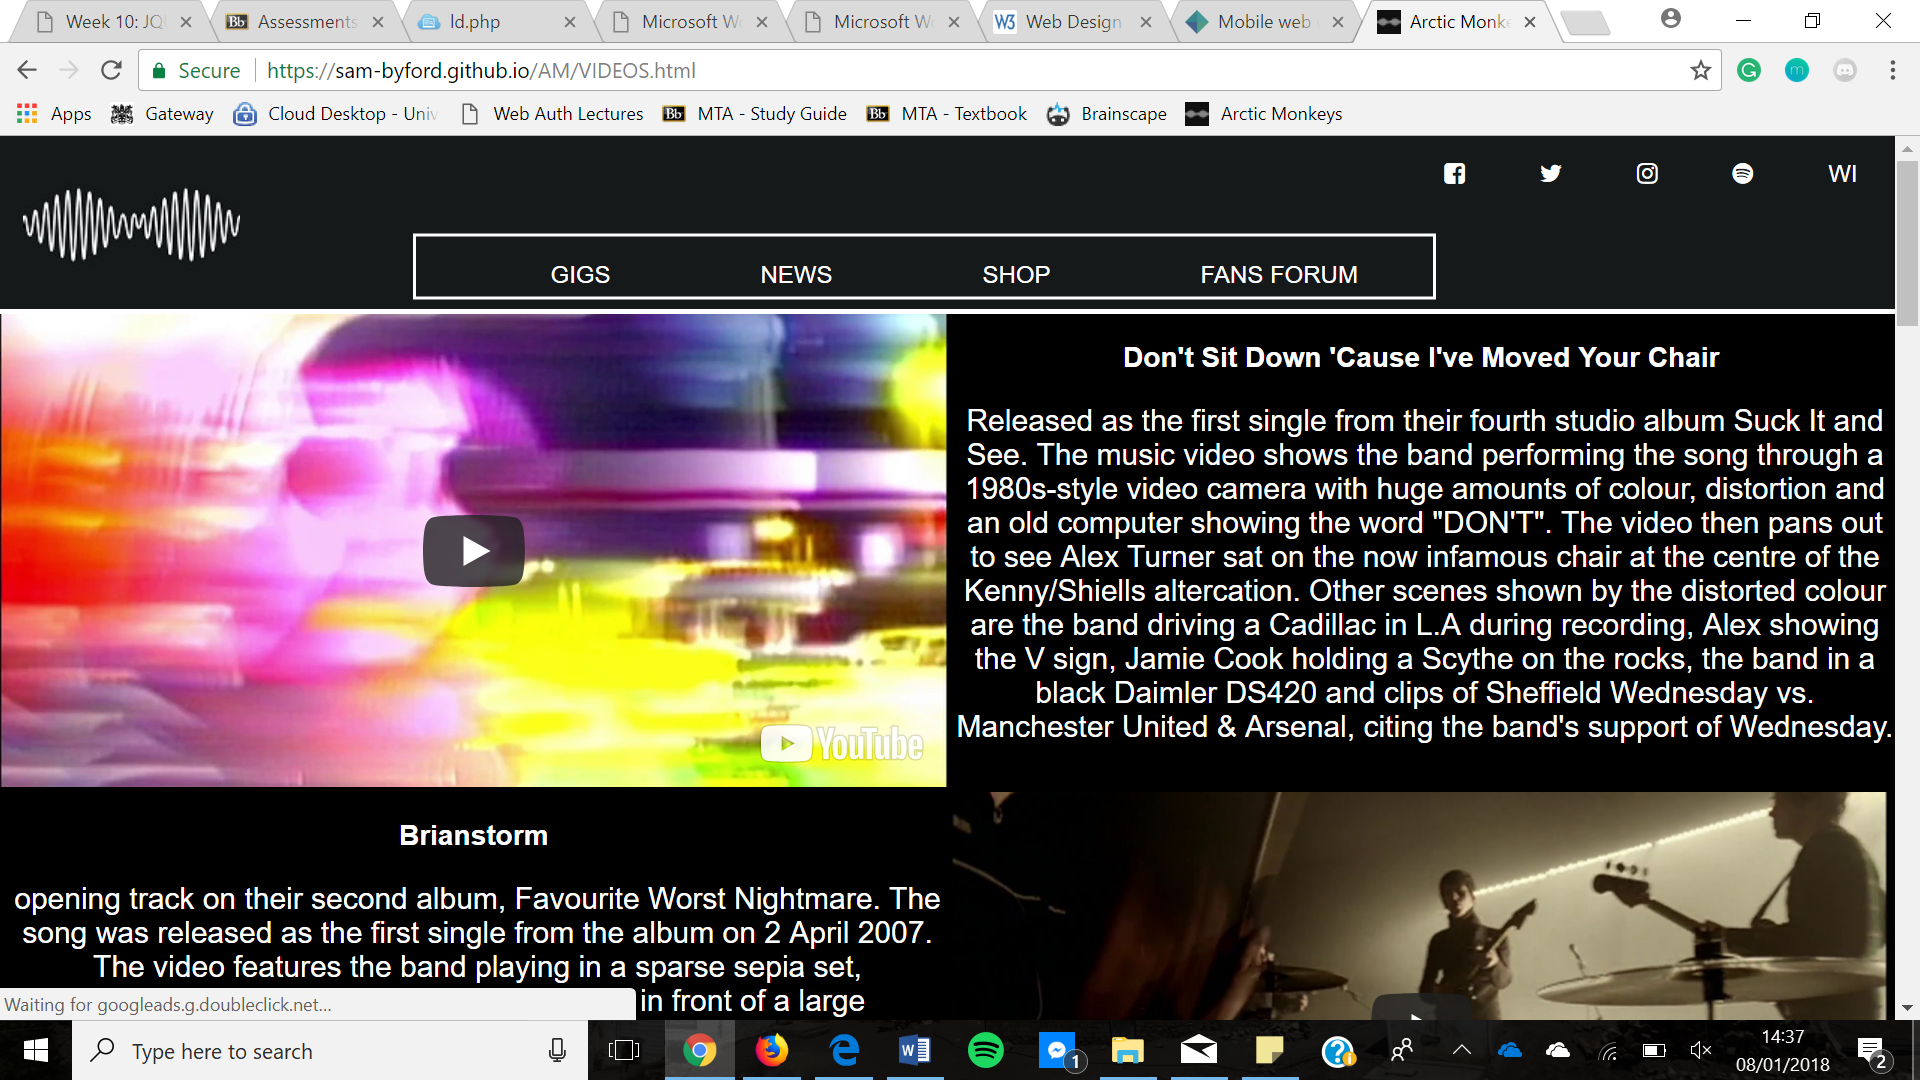 Week 10: JQ
Assessments
ld.php
Microsoft W
Microsoft W
Web Design
Mobile web
Arctic Monke
Secure https://sam-byford.github.io/AM/VIDEOS.html
Apps
Gateway
Cloud Desktop - Univ
Web Auth Lectures
MTA - Study Guide
MTA - Textbook
Brainscape
Arctic Monkeys
WI
GIGS NEWS SHOP FANS FORUM
YouTube
Don't Sit Down 'Cause I've Moved Your Chair
Released as the first single from their fourth studio album Suck It and
See. The music video shows the band performing the song through a
1980s-style video camera with huge amounts of colour, distortion and
an old computer showing the word "DON'T". The video then pans out
to see Alex Turner sat on the now infamous chair at the centre of the
Kenny/Shiells altercation. Other scenes shown by the distorted colour
are the band driving a Cadillac in L.A during recording, Alex showing
the V sign, Jamie Cook holding a Scythe on the rocks, the band in a
black Daimler DS420 and clips of Sheffield Wednesday vs.
Manchester United & Arsenal, citing the band's support of Wednesday.
Brianstorm
opening track on their second album, Favourite Worst Nightmare. The
song was released as the first single from the album on 2 April 2007.
The video features the band playing in a sparse sepia set,
in front of a large
Waiting for googleads.g.doubleclick.net...
Type here to search
1
14:37
08/01/2018
2